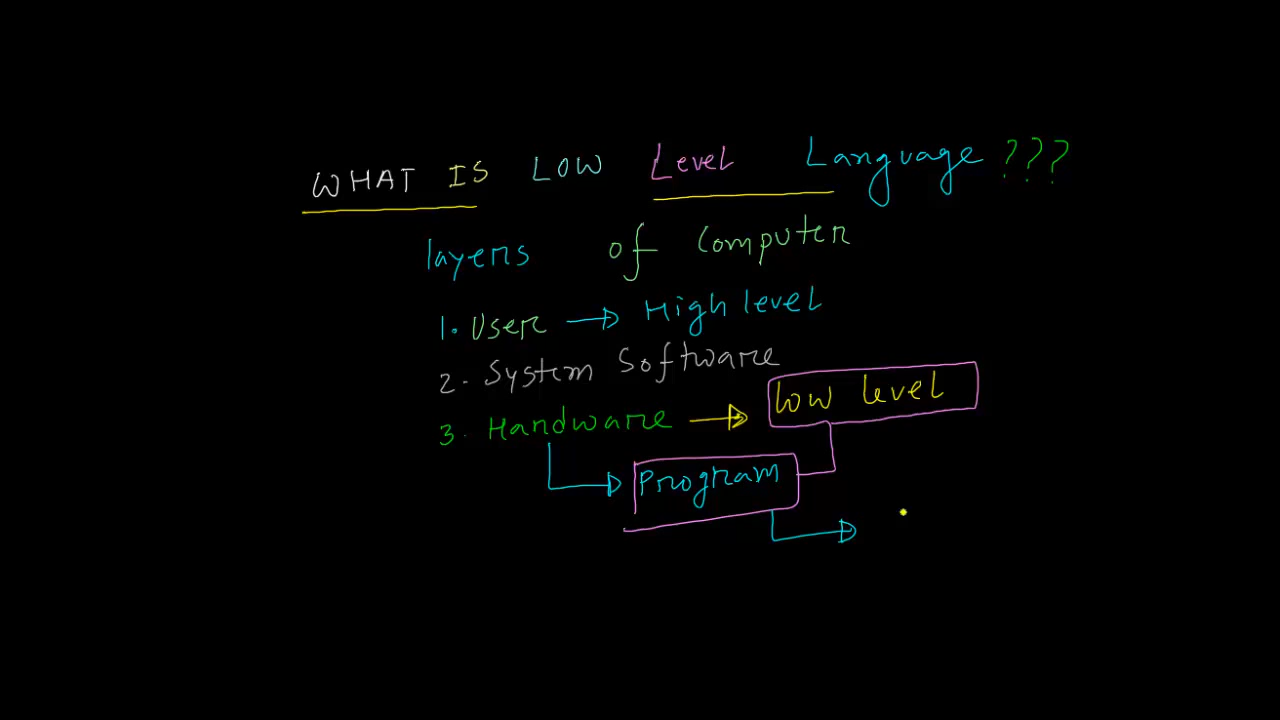 WHAT IS LOW Level Language ???
layers of computer
1. User → High level
2. System Software
3. Hardware → low level
Program